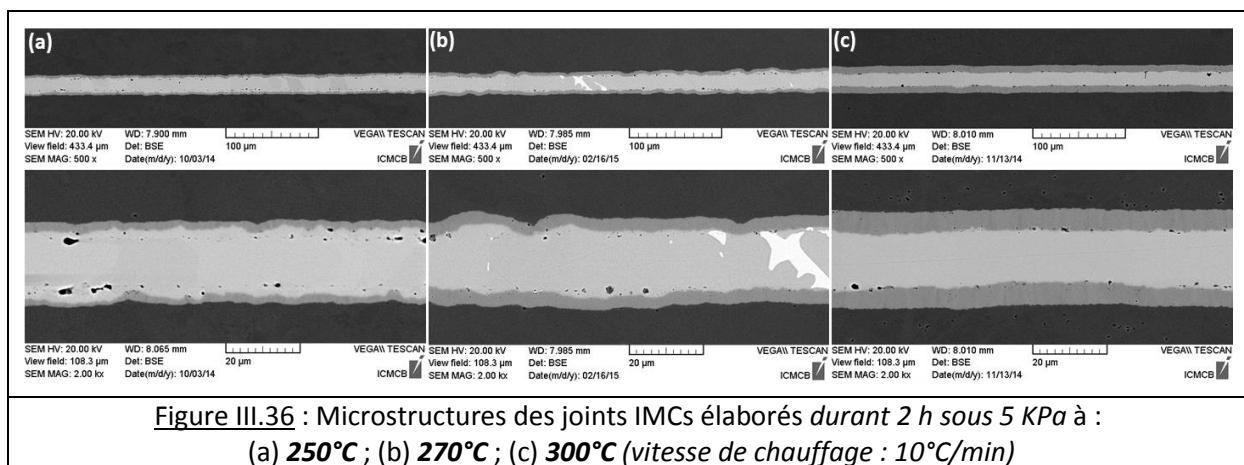 (a)
SEM HV: 20.00 kV WD: 7.900 mm VEGA\\ TESCAN
View field: 433.4 µm Det: BSE 100 µm
SEM MAG: 500 x Date(m/d/y): 10/03/14 ICMCB
(b)
SEM HV: 20.00 kV WD: 7.985 mm VEGA\\ TESCAN
View field: 433.4 µm Det: BSE 100 µm
SEM MAG: 500 x Date(m/d/y): 02/16/15 ICMCB
(c)
SEM HV: 20.00 kV WD: 8.010 mm VEGA\\ TESCAN
View field: 433.4 µm Det: BSE 100 µm
SEM MAG: 500 x Date(m/d/y): 11/13/14 ICMCB
SEM HV: 20.00 kV WD: 8.065 mm VEGA\\ TESCAN
View field: 108.3 µm Det: BSE 20 µm
SEM MAG: 2.00 kx Date(m/d/y): 10/03/14 ICMCB
SEM HV: 20.00 kV WD: 7.985 mm VEGA\\ TESCAN
View field: 108.3 µm Det: BSE 20 µm
SEM MAG: 2.00 kx Date(m/d/y): 02/16/15 ICMCB
SEM HV: 20.00 kV WD: 8.010 mm VEGA\\ TESCAN
View field: 108.3 µm Det: BSE 20 µm
SEM MAG: 2.00 kx Date(m/d/y): 11/13/14 ICMCB
Figure III.36 : Microstructures des joints IMCs élaborés durant 2 h sous 5 KPa à :
(a) 250°C ; (b) 270°C ; (c) 300°C (vitesse de chauffage : 10°C/min)